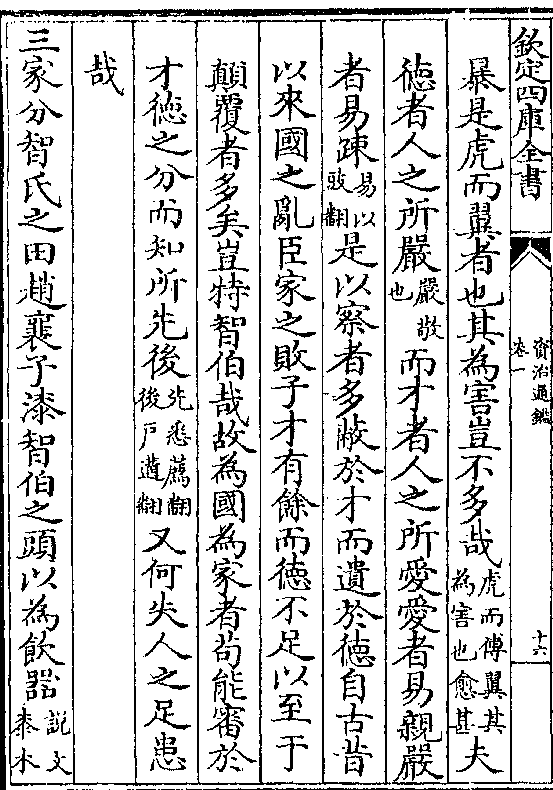 欽定四庫全書
資治通鑑
卷一
十六
暴是虎而翼者也其為害豈不多哉虎而傅翼其為害也愈甚夫
徳者人之所嚴嚴敬也而才者人之所愛愛者易親嚴
者易疎易以豉翻是以察者多蔽於才而遺於徳自古昔
以來國之亂臣家之敗子才有餘而徳不足以至于
顛覆者多矣豈特智伯哉故為國為家者茍能審於
才徳之分而知所先後先悉薦翻後戸遘翻又何失人之足患
哉
三家分智氏之田趙襄子漆智伯之頭以為飲器説文桼木